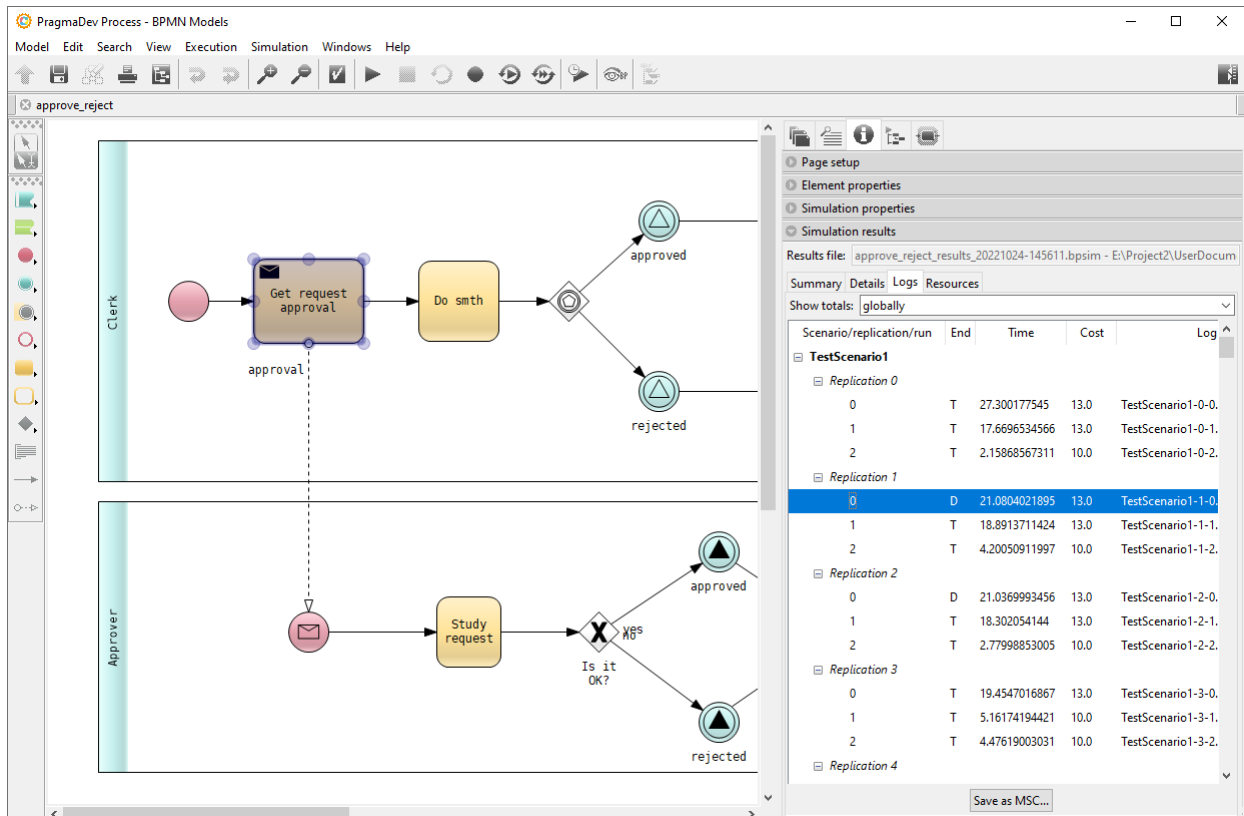 PragmaDev Process - BPMN Models
Model Edit Search View Execution Simulation Windows Help
approve_reject
Clerk
Get request
approval
approval
Do smth
approved
rejected
Approver
Study
request
yes
no
Is it
OK?
approved
rejected
Page setup
Element properties
Simulation properties
Simulation results
Results file: approve_reject_results_20221024-145611.bpsim - E:\Project2\UserDocum
Summary Details Logs Resources
Show totals: globally
Scenario/replication/run End Time Cost Log
TestScenario1
Replication 0
0 T 27.300177545 13.0 TestScenario1-0-0.
1 T 17.6696534566 13.0 TestScenario1-0-1.
2 T 2.15868567311 10.0 TestScenario1-0-2.
Replication 1
0 D 21.0804021895 13.0 TestScenario1-1-0.
1 T 18.8913711424 13.0 TestScenario1-1-1.
2 T 4.20050911997 10.0 TestScenario1-1-2.
Replication 2
0 D 21.0369993456 13.0 TestScenario1-2-0.
1 T 18.302054144 13.0 TestScenario1-2-1.
2 T 2.77998853005 10.0 TestScenario1-2-2.
Replication 3
0 T 19.4547016867 13.0 TestScenario1-3-0.
1 T 5.16174194421 10.0 TestScenario1-3-1.
2 T 4.47619003031 10.0 TestScenario1-3-2.
Replication 4
Save as MSC...